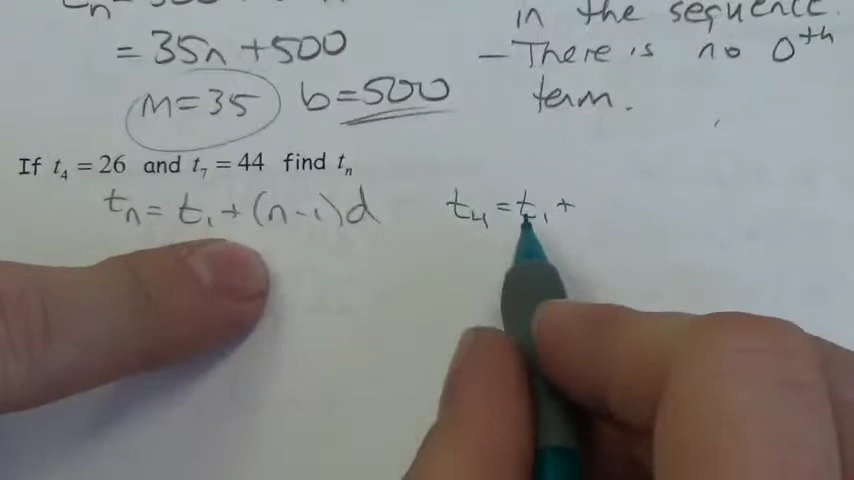 = 35n + 500
m = 35 b = 500
in the sequence.
- There is no 0th
term.
If t₄ = 26 and t₇ = 44 find tₙ
tₙ = t₁ + (n-1)d t₄ = t₁ +